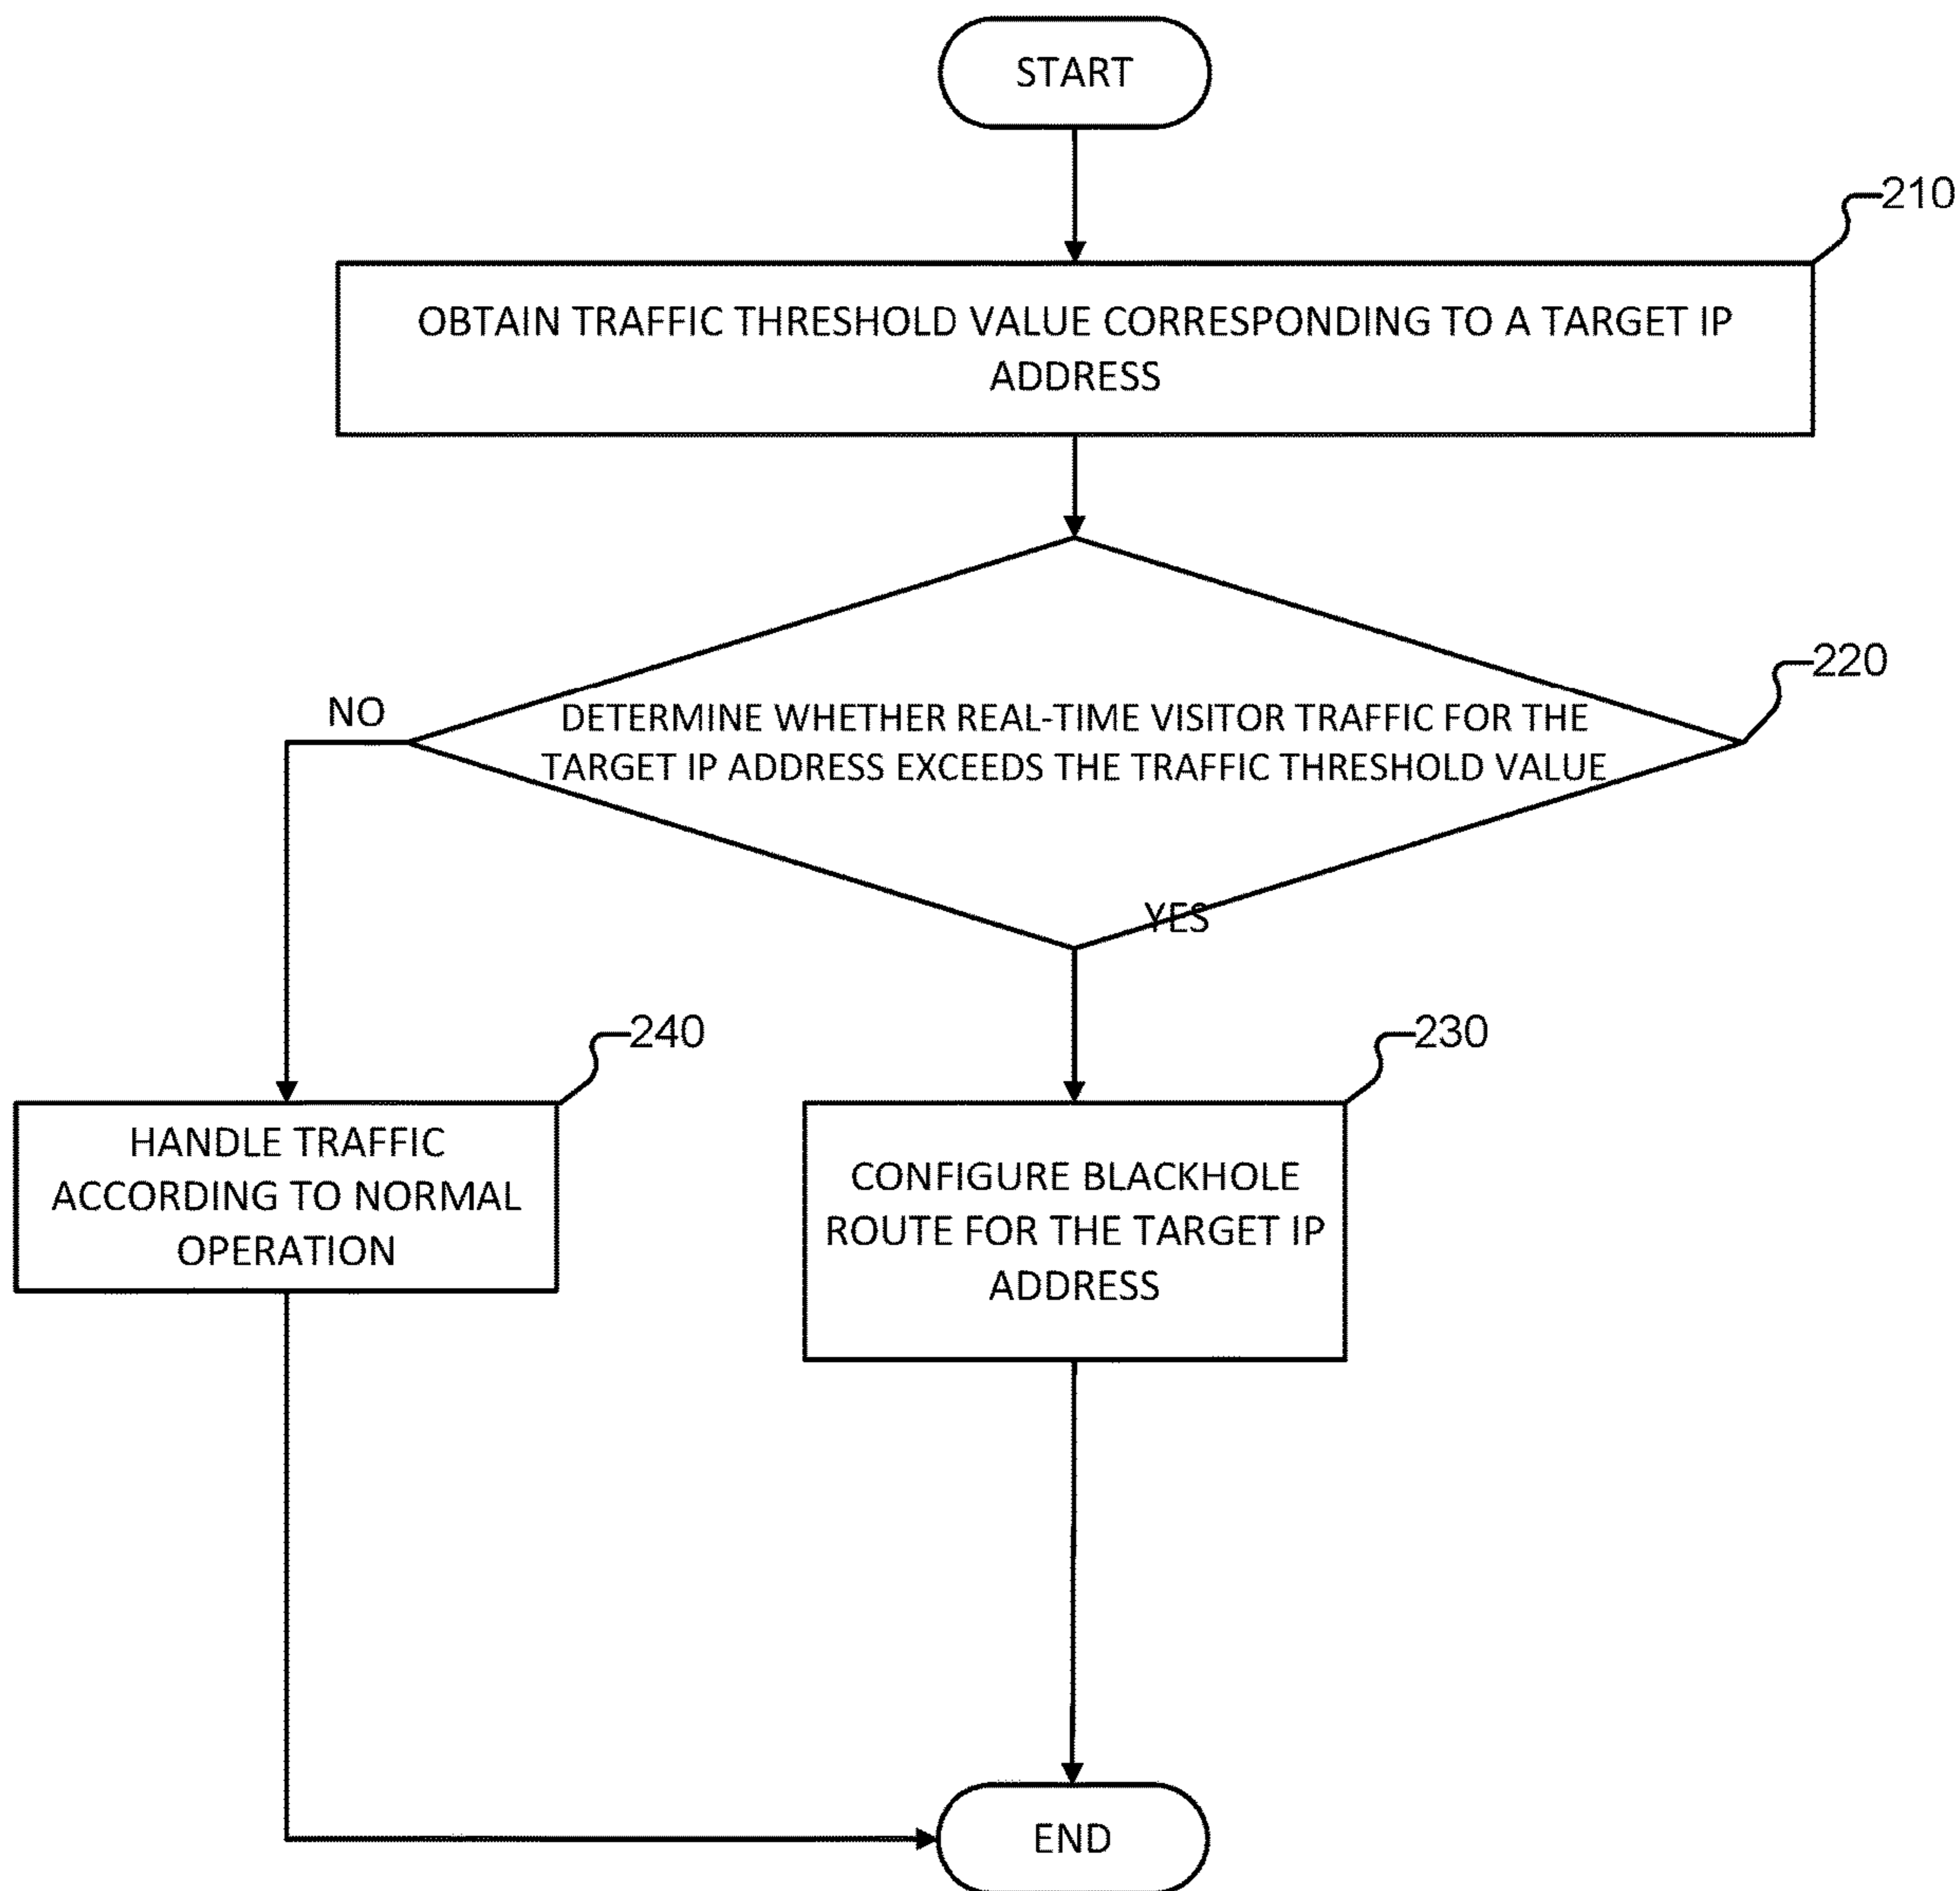 START
210
OBTAIN TRAFFIC THRESHOLD VALUE CORRESPONDING TO A TARGET IP
ADDRESS
220
NO
DETERMINE WHETHER REAL-TIME VISITOR TRAFFIC FOR THE
TARGET IP ADDRESS EXCEEDS THE TRAFFIC THRESHOLD VALUE
YES
240
HANDLE TRAFFIC
ACCORDING TO NORMAL
OPERATION
230
CONFIGURE BLACKHOLE
ROUTE FOR THE TARGET IP
ADDRESS
END